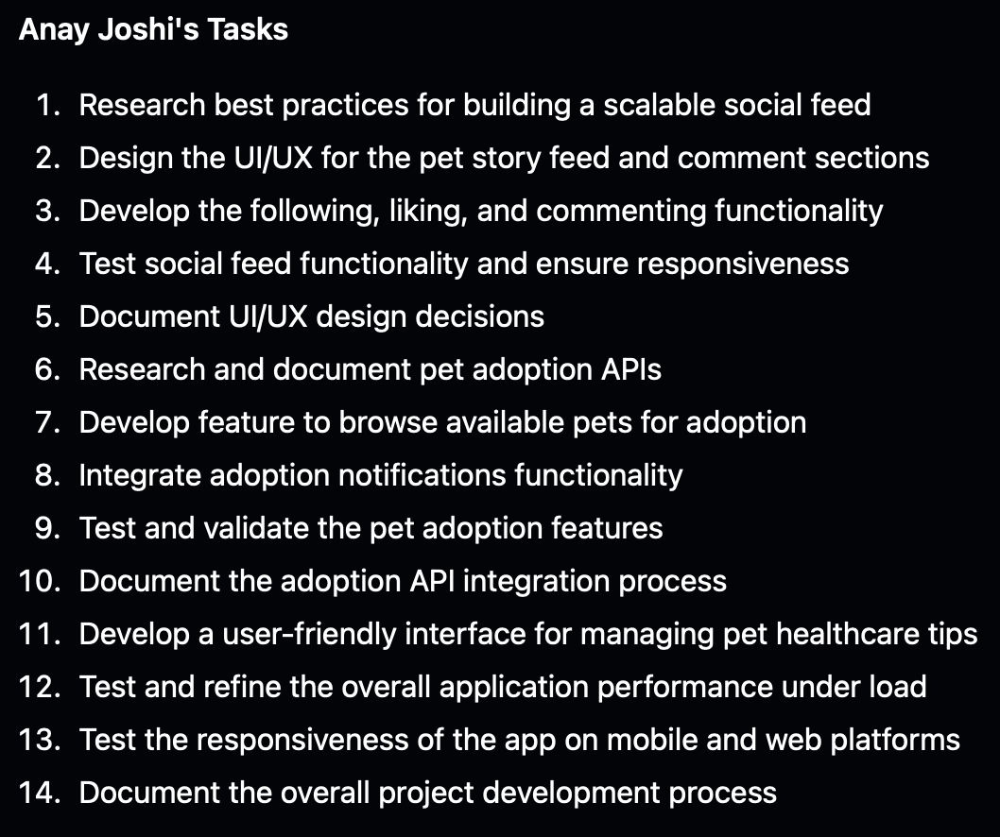 Anay Joshi's Tasks
1. Research best practices for building a scalable social feed
2. Design the UI/UX for the pet story feed and comment sections
3. Develop the following, liking, and commenting functionality
4. Test social feed functionality and ensure responsiveness
5. Document UI/UX design decisions
6. Research and document pet adoption APIs
7. Develop feature to browse available pets for adoption
8. Integrate adoption notifications functionality
9. Test and validate the pet adoption features
10. Document the adoption API integration process
11. Develop a user-friendly interface for managing pet healthcare tips
12. Test and refine the overall application performance under load
13. Test the responsiveness of the app on mobile and web platforms
14. Document the overall project development process